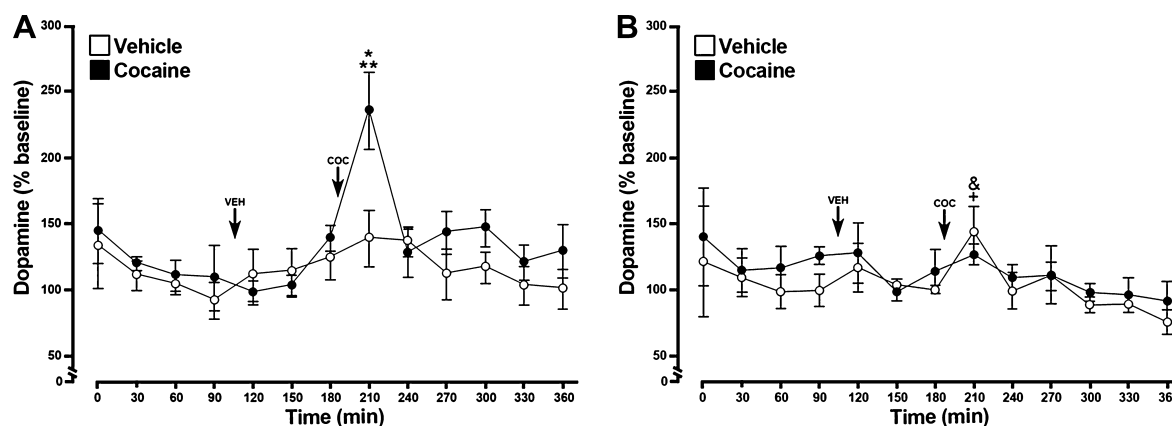 A
Vehicle
Cocaine
Dopamine (% baseline)
300
250
200
150
100
50
0
*
**
VEH
COC
0 30 60 90 120 150 180 210 240 270 300 330 360
Time (min)
B
Vehicle
Cocaine
Dopamine (% baseline)
300
250
200
150
100
50
0
&
+
VEH
COC
0 30 60 90 120 150 180 210 240 270 300 330 36
Time (min)